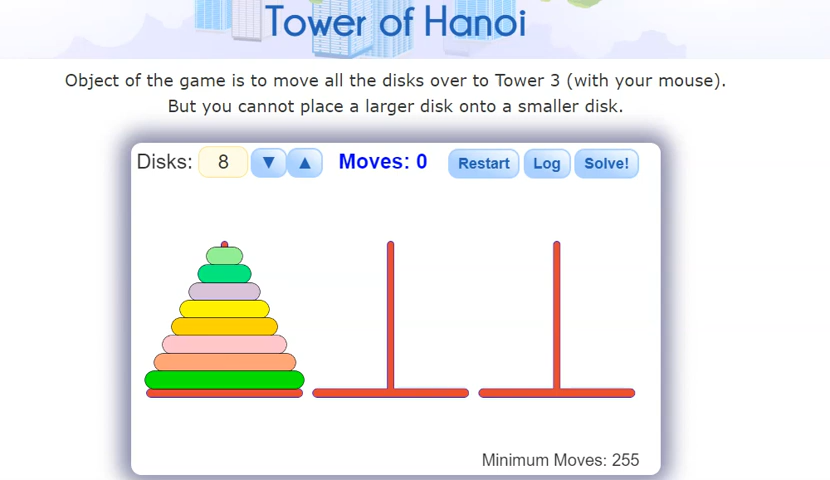 Tower of Hanoi
Object of the game is to move all the disks over to Tower 3 (with your mouse).
But you cannot place a larger disk onto a smaller disk.
Disks: 8 ▼ ▲ Moves: 0 Restart Log Solve!
Minimum Moves: 255